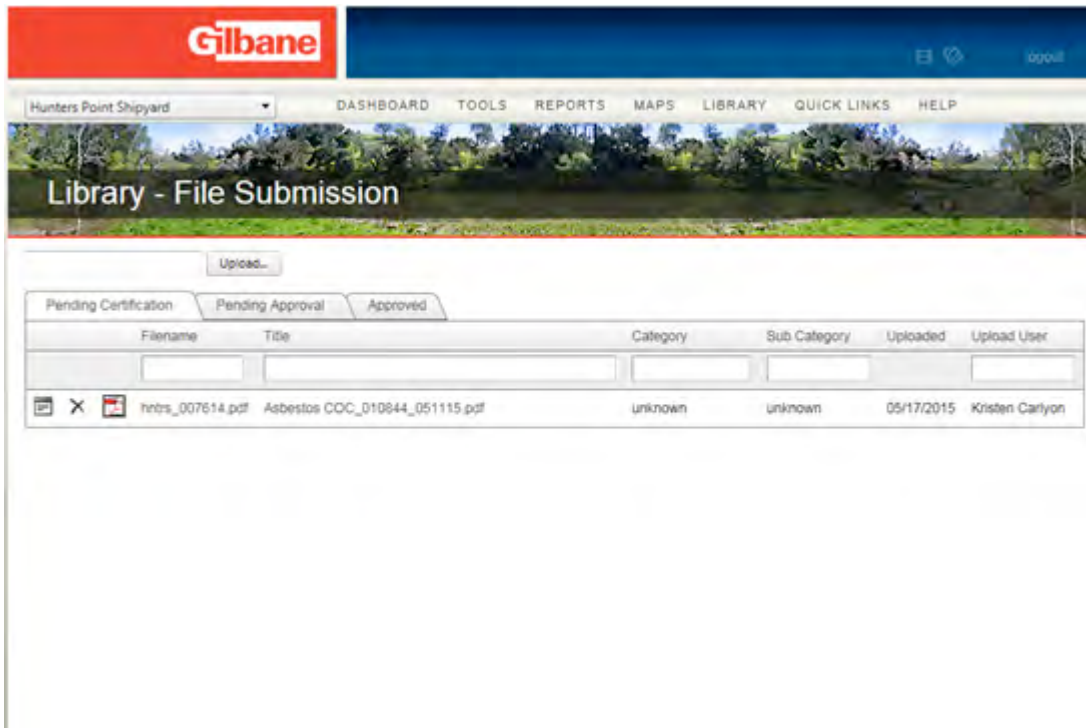 Gilbane
ogout
Hunters Point Shipyard DASHBOARD TOOLS REPORTS MAPS LIBRARY QUICK LINKS HELP
Library - File Submission
Upload...
Pending Certification Pending Approval Approved
Filename Title Category Sub Category Uploaded Upload User
hntrs_007614.pdf Asbestos COC_010844_051115.pdf unknown unknown 05/17/2015 Kristen Carlyon